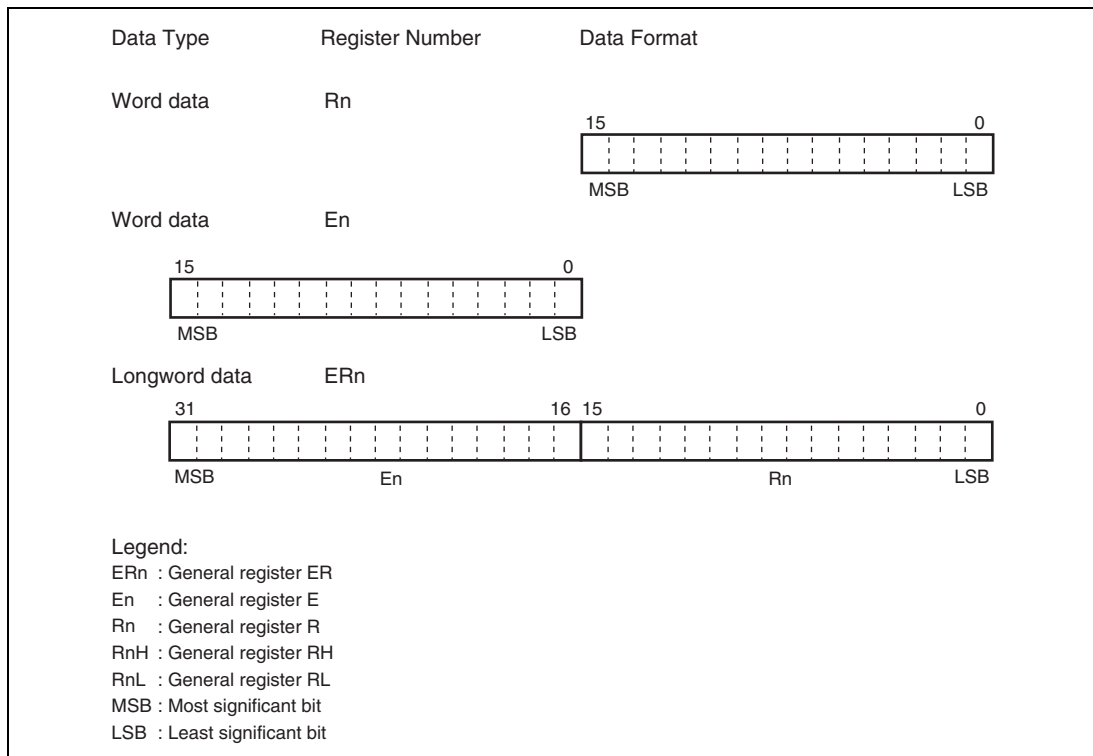 Data Type Register Number Data Format
Word data Rn
15 0
MSB LSB
Word data En
15 0
MSB LSB
Longword data ERn
31 16 15 0
MSB En Rn LSB
Legend:
ERn : General register ER
En : General register E
Rn : General register R
RnH : General register RH
RnL : General register RL
MSB : Most significant bit
LSB : Least significant bit